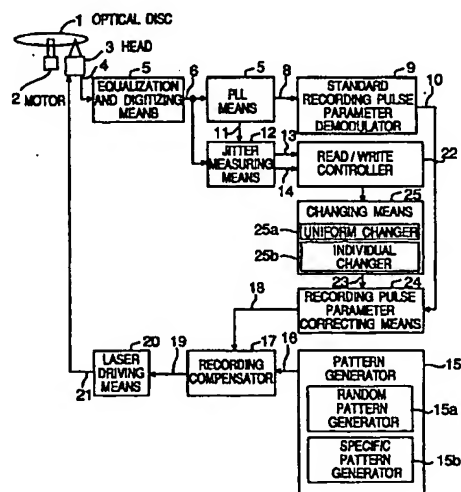 1 OPTICAL DISC
3 HEAD
4
2 MOTOR
5
EQUALIZATION
AND DIGITIZING
MEANS
6
5
PLL
MEANS
8
9
STANDARD
RECORDING PULSE
PARAMETER
DEMODULATOR
10
11
12
JITTER
MEASURING
MEANS
13
14
READ / WRITE
CONTROLLER
22
25
CHANGING MEANS
25a
UNIFORM CHANGER
25b
INDIVIDUAL
CHANGER
23
24
RECORDING PULSE
PARAMETER
CORRECTING MEANS
18
20
LASER
DRIVING
MEANS
21
19
17
RECORDING
COMPENSATOR
16
15
PATTERN
GENERATOR
RANDOM
PATTERN
GENERATOR
15a
SPECIFIC
PATTERN
GENERATOR
15b